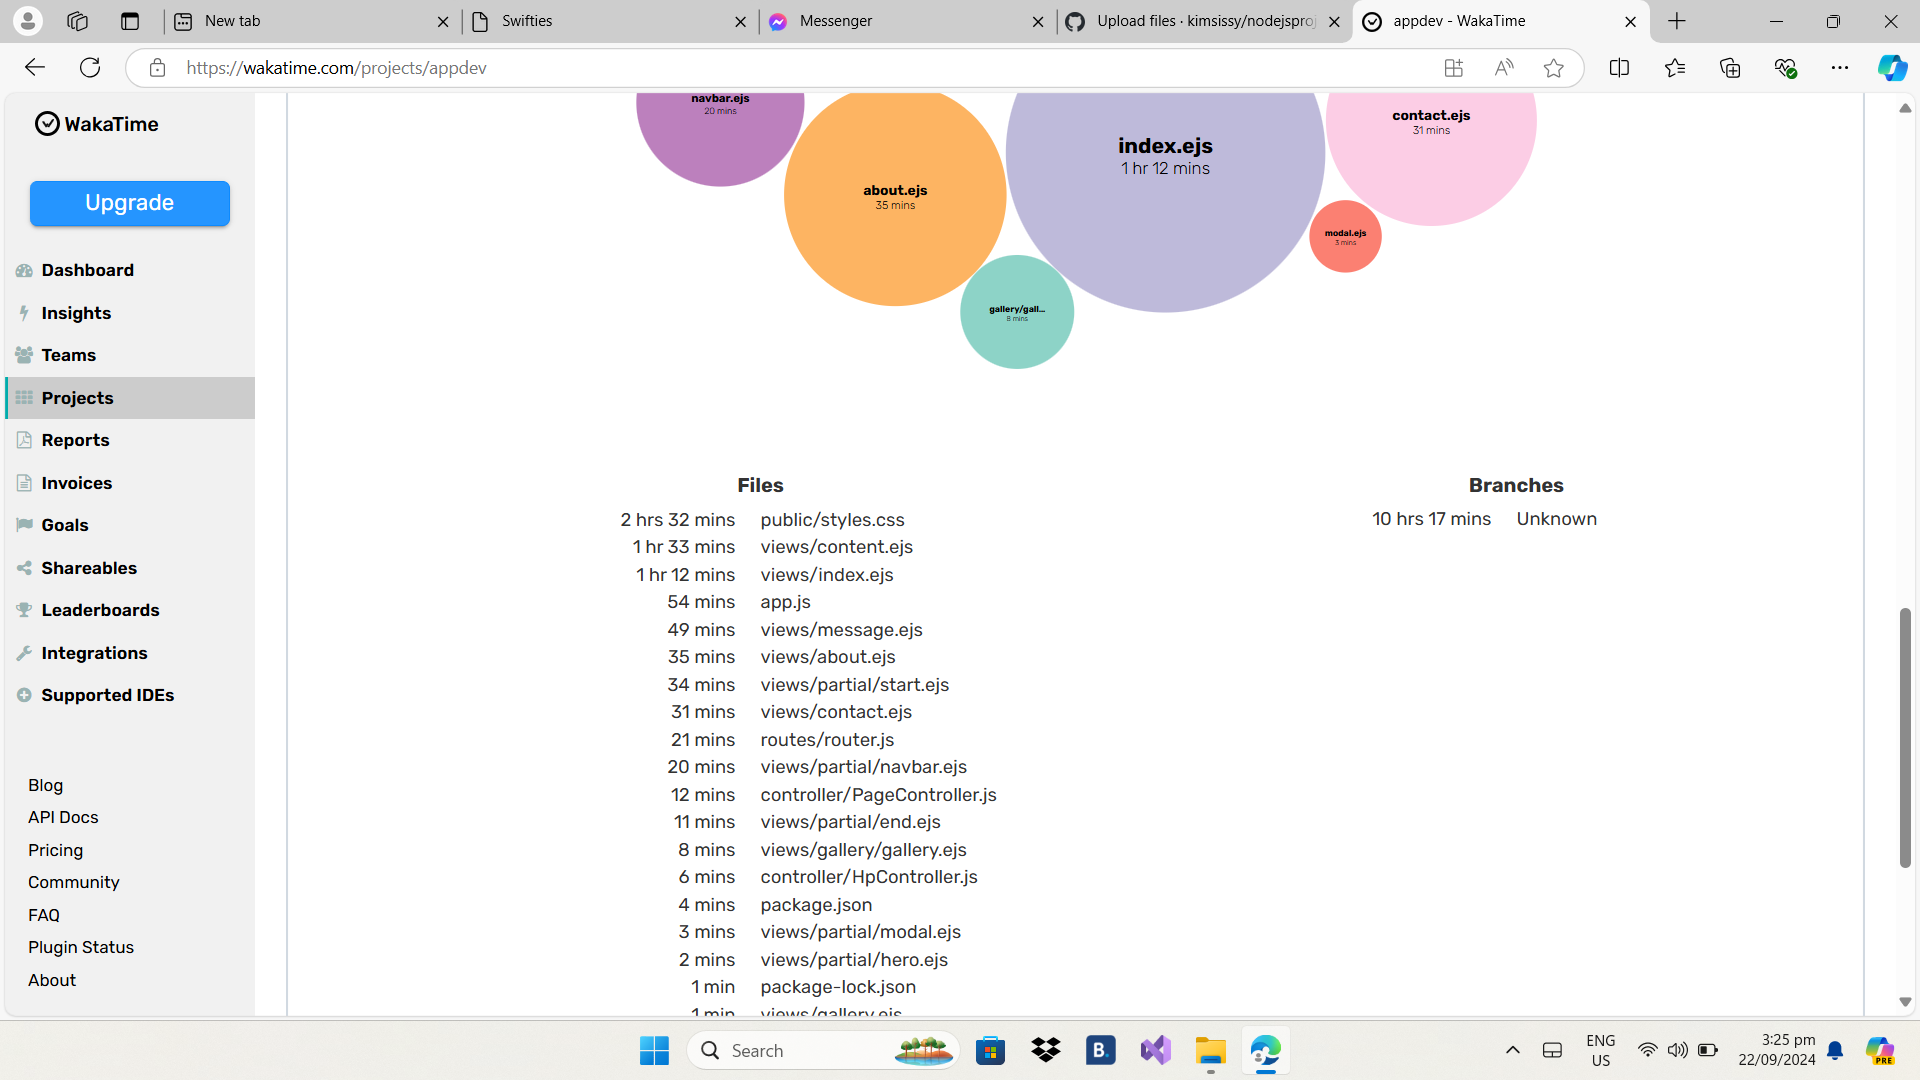 New tab
Swifties
Messenger
Upload files · kimsissy/nodejsproj
appdev - WakaTime
https://wakatime.com/projects/appdev
WakaTime
Upgrade
Dashboard
Insights
Teams
Projects
Reports
Invoices
Goals
Shareables
Leaderboards
Integrations
Supported IDEs
Blog
API Docs
Pricing
Community
FAQ
Plugin Status
About
navbar.ejs
20 mins
about.ejs
35 mins
index.ejs
1 hr 12 mins
contact.ejs
31 mins
modal.ejs
3 mins
gallery/gall...
8 mins
Files
2 hrs 32 mins public/styles.css
1 hr 33 mins views/content.ejs
1 hr 12 mins views/index.ejs
54 mins app.js
49 mins views/message.ejs
35 mins views/about.ejs
34 mins views/partial/start.ejs
31 mins views/contact.ejs
21 mins routes/router.js
20 mins views/partial/navbar.ejs
12 mins controller/PageController.js
11 mins views/partial/end.ejs
8 mins views/gallery/gallery.ejs
6 mins controller/HpController.js
4 mins package.json
3 mins views/partial/modal.ejs
2 mins views/partial/hero.ejs
1 min package-lock.json
1 min views/gallery.ejs
Branches
10 hrs 17 mins Unknown
Search
B.
ENG
US
3:25 pm
22/09/2024
PRE